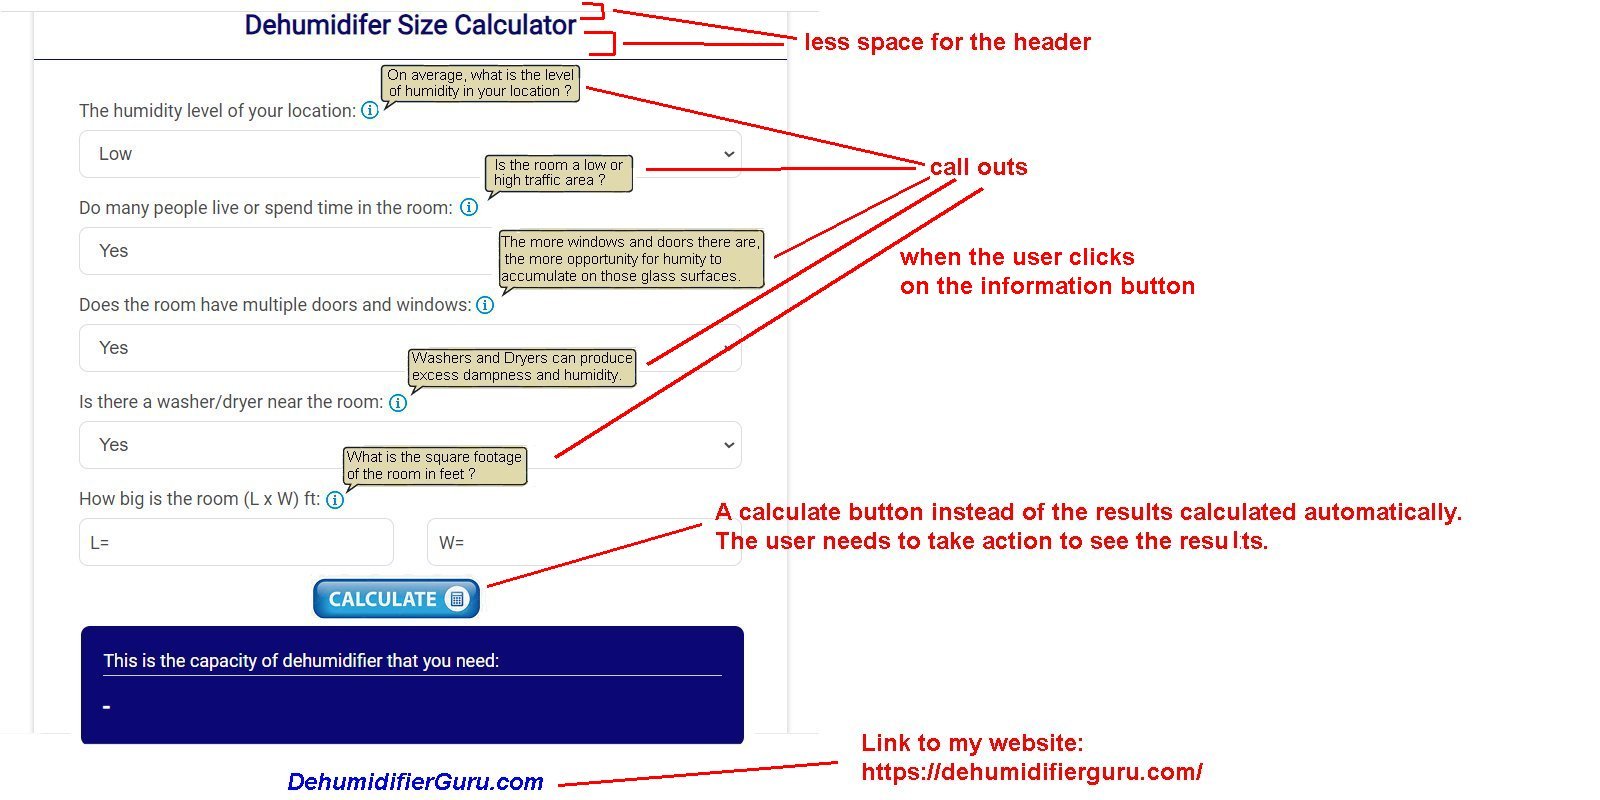 Dehumidifer Size Calculator
less space for the header
On average, what is the level
of humidity in your location ?
The humidity level of your location:
Low
call outs
Is the room a low or
high traffic area ?
Do many people live or spend time in the room:
Yes
The more windows and doors there are,
the more opportunity for humity to
accumulate on those glass surfaces.
when the user clicks
on the information button
Does the room have multiple doors and windows:
Yes
Washers and Dryers can produce
excess dampness and humidity.
Is there a washer/dryer near the room:
Yes
What is the square footage
of the room in feet ?
How big is the room (L x W) ft:
L=
W=
A calculate button instead of the results calculated automatically.
The user needs to take action to see the results.
CALCULATE
This is the capacity of dehumidifier that you need:
-
Link to my website:
https://dehumidifierguru.com/
DehumidifierGuru.com